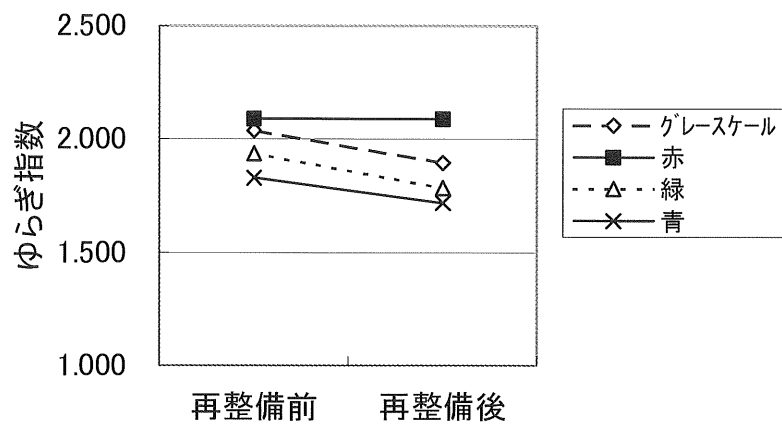 2.500
2.000
1.500
1.000
ゆらぎ指数
再整備前
再整備後
グレースケール
赤
緑
青